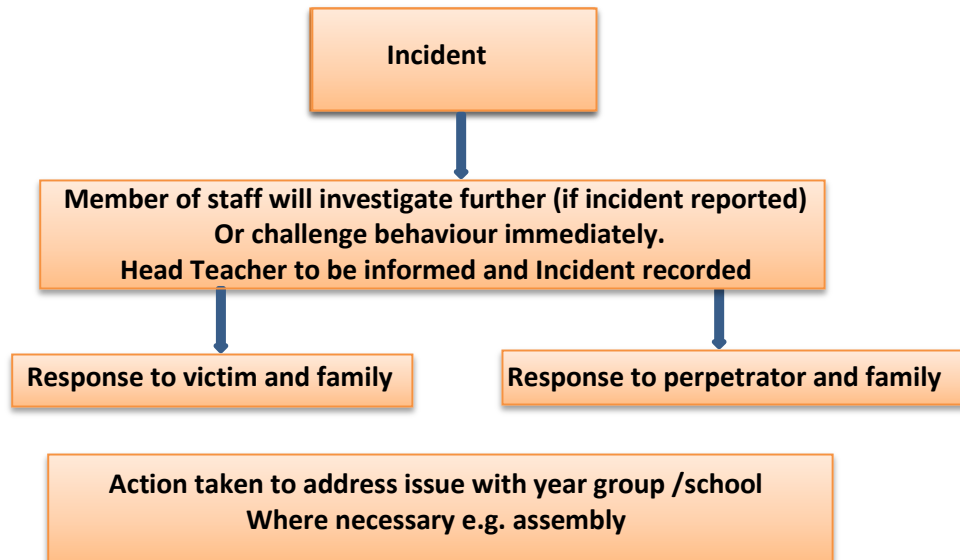 Incident
Member of staff will investigate further (if incident reported)
Or challenge behaviour immediately.
Head Teacher to be informed and Incident recorded
Response to victim and family
Response to perpetrator and family
Action taken to address issue with year group /school
Where necessary e.g. assembly